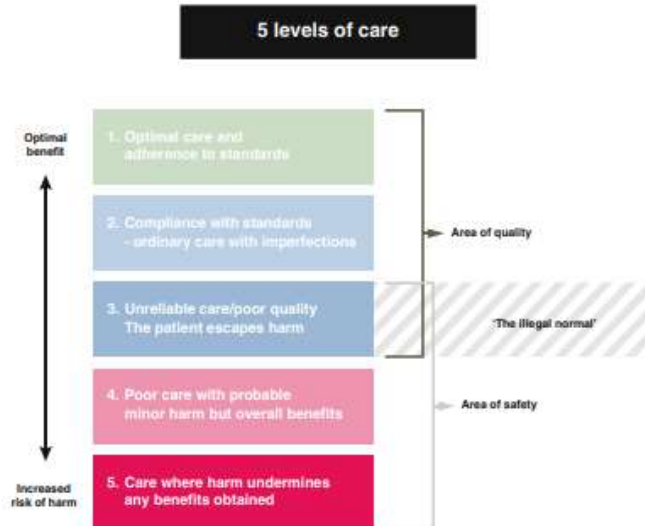 5 levels of care
Optimal
benefit
1. Optimal care and
adherence to standards
2. Compliance with standards
- ordinary care with imperfections
Area of quality
3. Unreliable care/poor quality
The patient escapes harm
'The illegal normal'
4. Poor care with probable
minor harm but overall benefits
Area of safety
5. Care where harm undermines
any benefits obtained
Increased
risk of harm